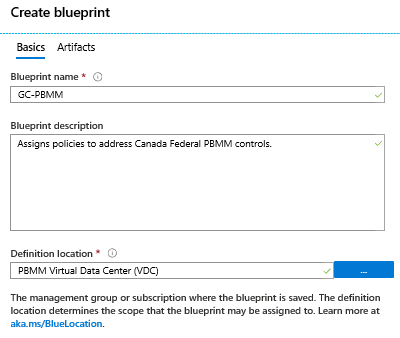 Create blueprint
Basics Artifacts
Blueprint name *
GC-PBMM
Blueprint description
Assigns policies to address Canada Federal PBMM controls.
Definition location *
PBMM Virtual Data Center (VDC)
...
The management group or subscription where the blueprint is saved. The definition
location determines the scope that the blueprint may be assigned to. Learn more at
aka.ms/BlueLocation.